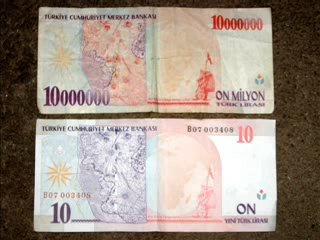 TÜRKİYE CUMHURİYET MERKEZ BANKASI
10000000
10000000
ON MİLYON
TÜRK LİRASI
TÜRKİYE CUMHURİYET MERKEZ BANKASI
B07 003408
10
B07 003408
10
ON
YENİ TÜRK LİRASI